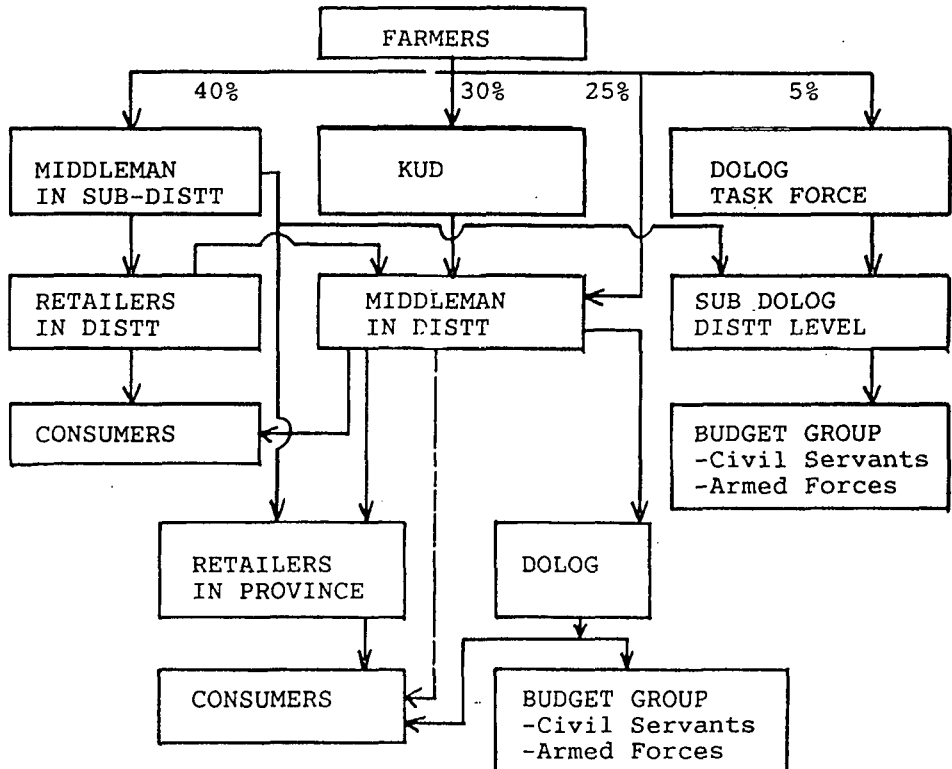 FARMERS
40% 30% 25% 5%
MIDDLEMAN
IN SUB-DISTT
KUD
DOLOG
TASK FORCE
RETAILERS
IN DISTT
MIDDLEMAN
IN DISTT
SUB DOLOG
DISTT LEVEL
CONSUMERS
BUDGET GROUP
-Civil Servants
-Armed Forces
RETAILERS
IN PROVINCE
DOLOG
CONSUMERS
BUDGET GROUP
-Civil Servants
-Armed Forces